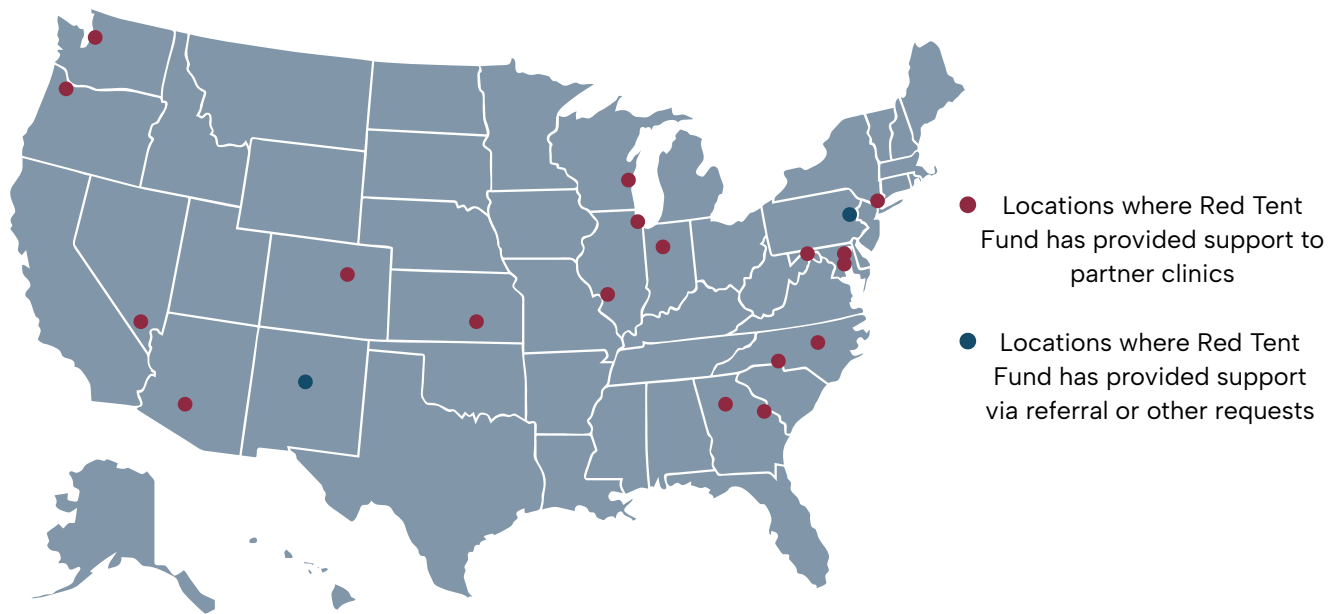 Locations where Red Tent
Fund has provided support to
partner clinics
Locations where Red Tent
Fund has provided support
via referral or other requests